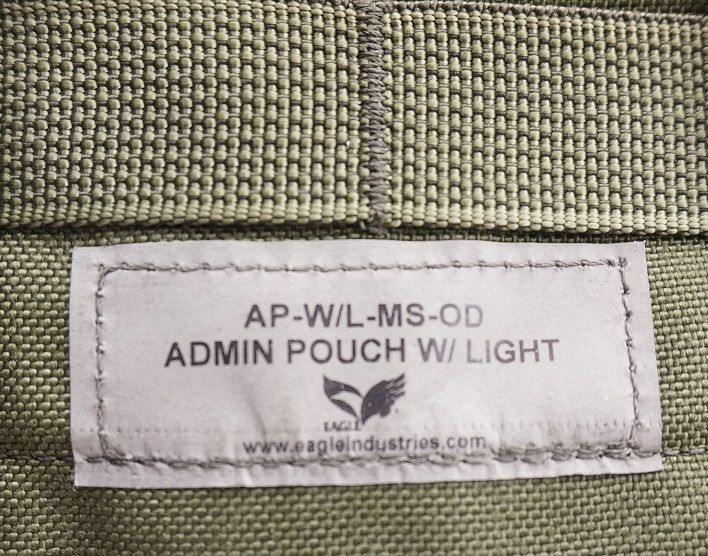 AP-W/L-MS-OD
ADMIN POUCH W/ LIGHT
EAGLE
www.eagleindustries.com